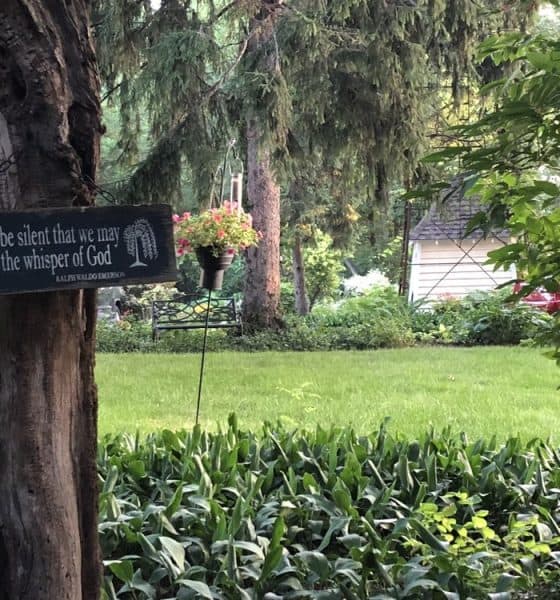 be silent that we may
the whisper of God
RALPH WALDO EMERSON